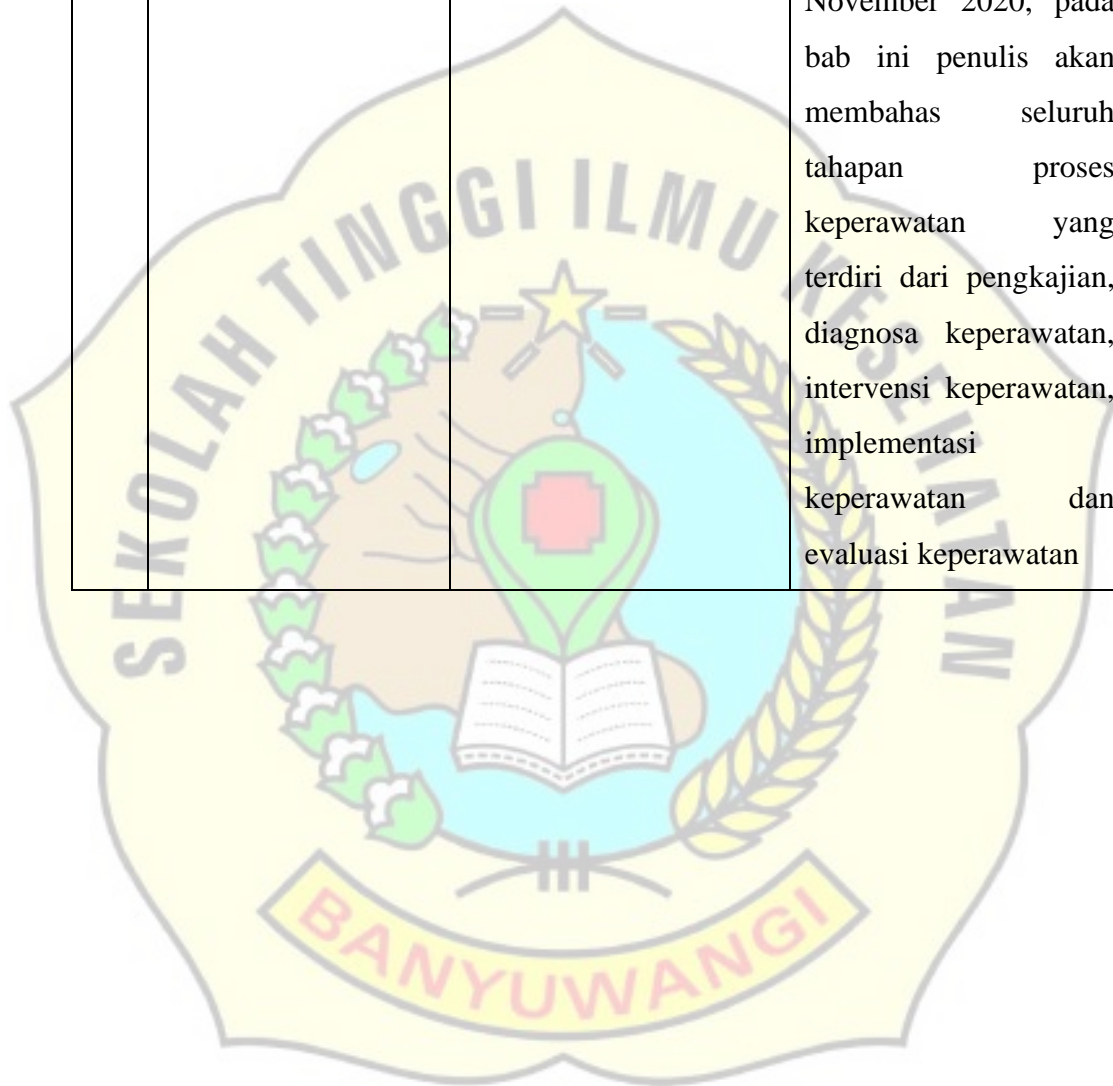 November 2020, pada
bab ini penulis akan
membahas seluruh
tahapan proses
keperawatan yang
terdiri dari pengkajian,
diagnosa keperawatan,
intervensi keperawatan,
implementasi
keperawatan dan
evaluasi keperawatan
SEKOLAH TINGGI ILMU KESEHATAN
BANYUWANGI